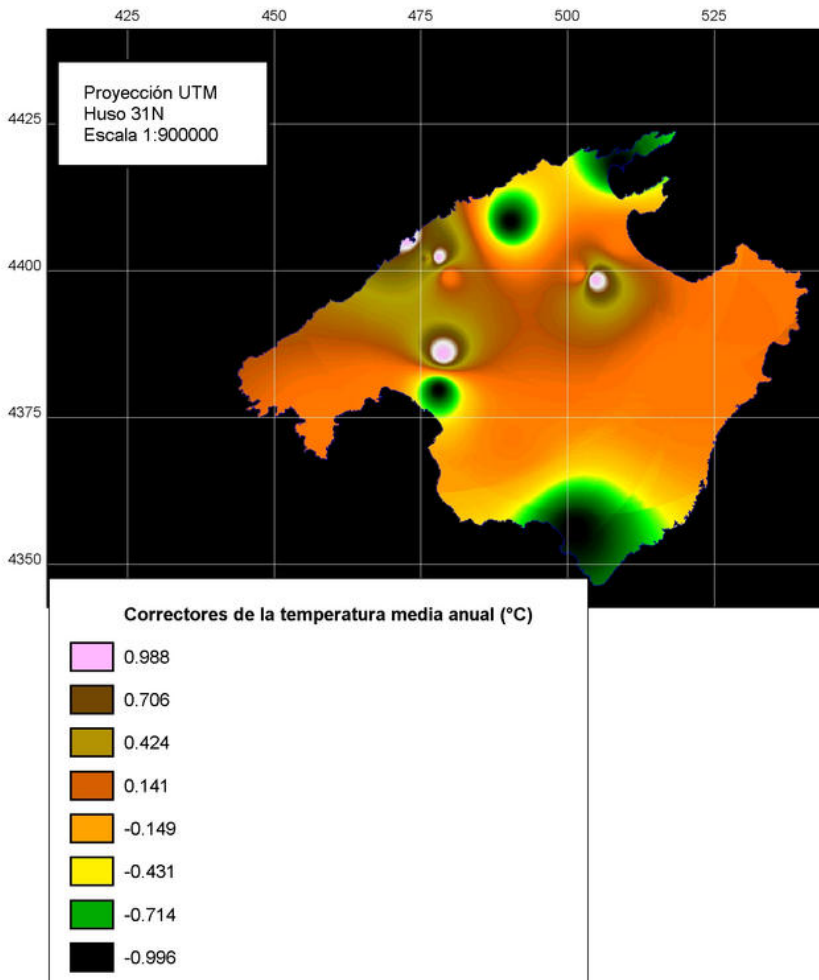 425 450 475 500 525
Proyección UTM
Huso 31N
Escala 1:900000
4425
4400
4375
4350
Correctores de la temperatura media anual (°C)
0.988
0.706
0.424
0.141
-0.149
-0.431
-0.714
-0.996